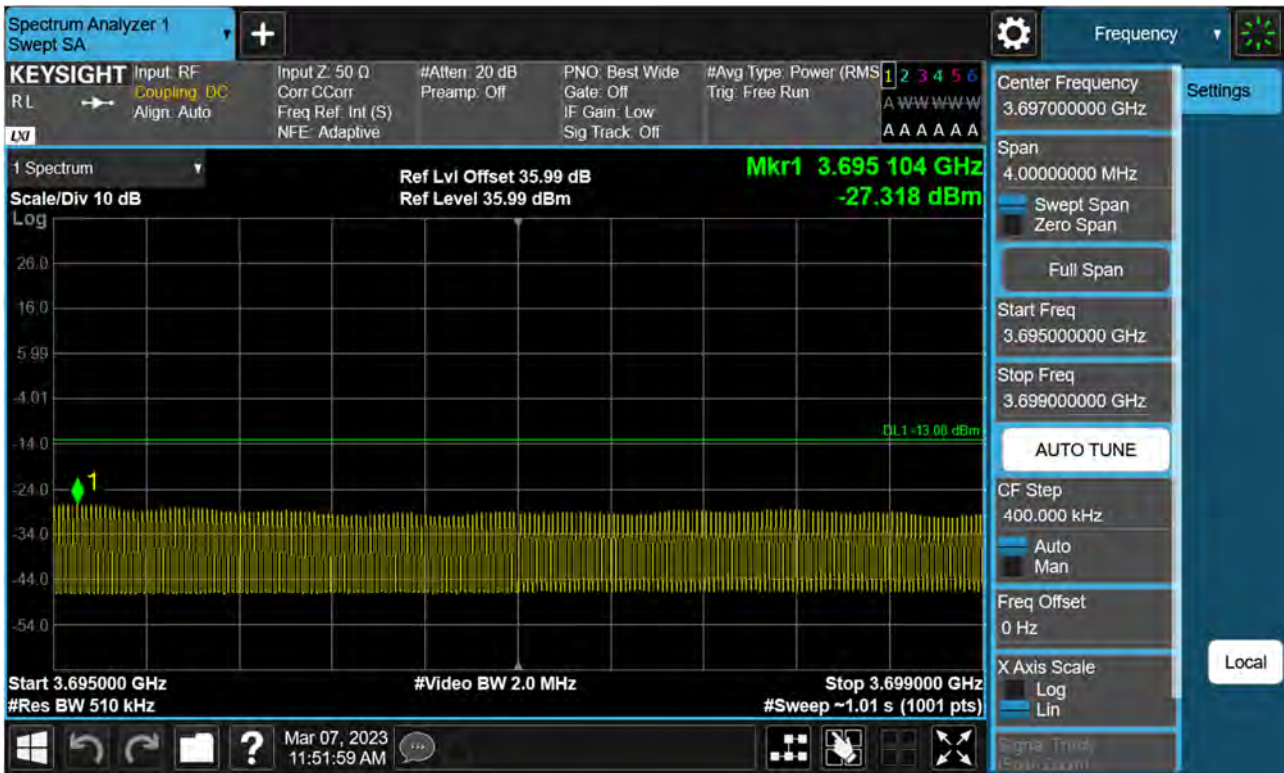 Spectrum Analyzer 1
Swept SA
Frequency
KEYSIGHT
RL
LXI
Input: RF
Coupling: DC
Align: Auto
Input Z: 50 Ω
Corr CCorr
Freq Ref: Int (S)
NFE: Adaptive
#Atten: 20 dB
Preamp: Off
PNO: Best Wide
Gate: Off
IF Gain: Low
Sig Track: Off
#Avg Type: Power (RMS
Trig: Free Run
1 2 3 4 5 6
A W W W W W
A A A A A A
1 Spectrum
Scale/Div 10 dB
Log
Ref Lvl Offset 35.99 dB
Ref Level 35.99 dBm
Mkr1 3.695 104 GHz
-27.318 dBm
26.0
16.0
5.99
-4.01
-14.0
-24.0
-34.0
-44.0
-54.0
DL1 -13.00 dBm
1
Start 3.695000 GHz
#Res BW 510 kHz
#Video BW 2.0 MHz
Stop 3.699000 GHz
#Sweep ~1.01 s (1001 pts)
Center Frequency
3.697000000 GHz
Span
4.00000000 MHz
Swept Span
Zero Span
Full Span
Start Freq
3.695000000 GHz
Stop Freq
3.699000000 GHz
AUTO TUNE
CF Step
400.000 kHz
Auto
Man
Freq Offset
0 Hz
X Axis Scale
Log
Lin
Settings
Local
?
Mar 07, 2023
11:51:59 AM